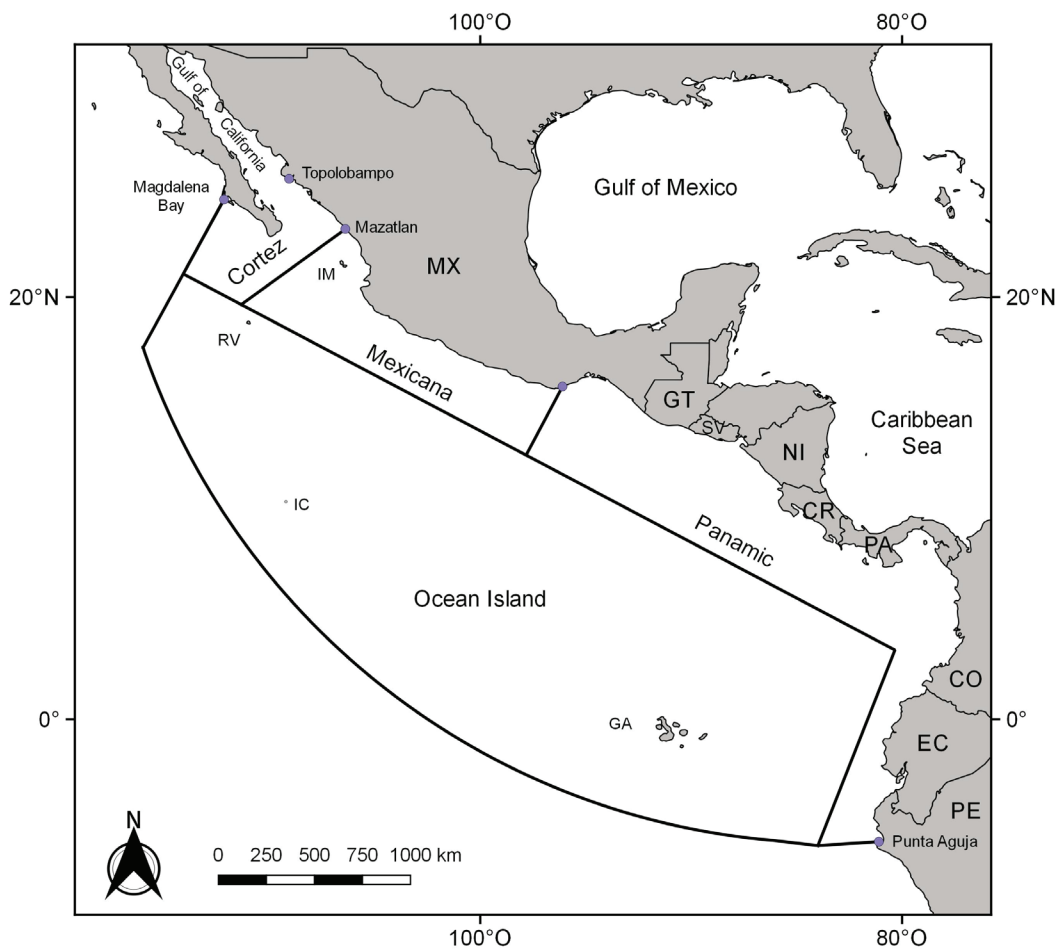 100°O
80°O
Gulf of
California
Topolobampo
Magdalena
Bay
Gulf of Mexico
Mazatlan
Cortez
MX
IM
20°N
20°N
RV
Mexicana
GT
SV
Caribbean
Sea
NI
IC
CR
Panamic
PA
Ocean Island
CO
0°
GA
0°
EC
PE
N
Punta Aguja
0 250 500 750 1000 km
100°O
80°O